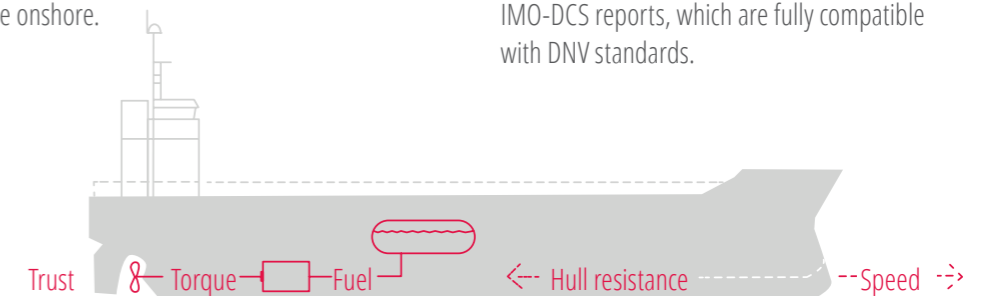 e onshore.
IMO-DCS reports, which are fully compatible
with DNV standards.
Trust Torque Fuel Hull resistance Speed